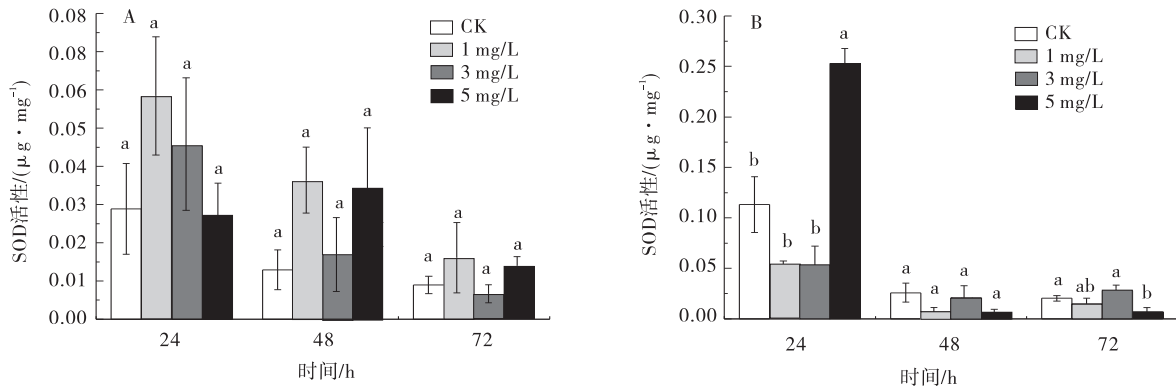 A
SOD活性/(μg·mg⁻¹)
0.08
0.08
0.06
0.05
0.04
0.03
0.02
0.01
0.00
CK
1 mg/L
3 mg/L
5 mg/L
a
a
a
a
a
a
a
a
a
a
a
a
24
48
72
时间/h
B
SOD活性/(μg·mg⁻¹)
0.30
0.25
0.20
0.15
0.10
0.05
0.00
CK
1 mg/L
3 mg/L
5 mg/L
b
b
b
a
a
a
a
a
a
ab
a
b
24
48
72
时间/h